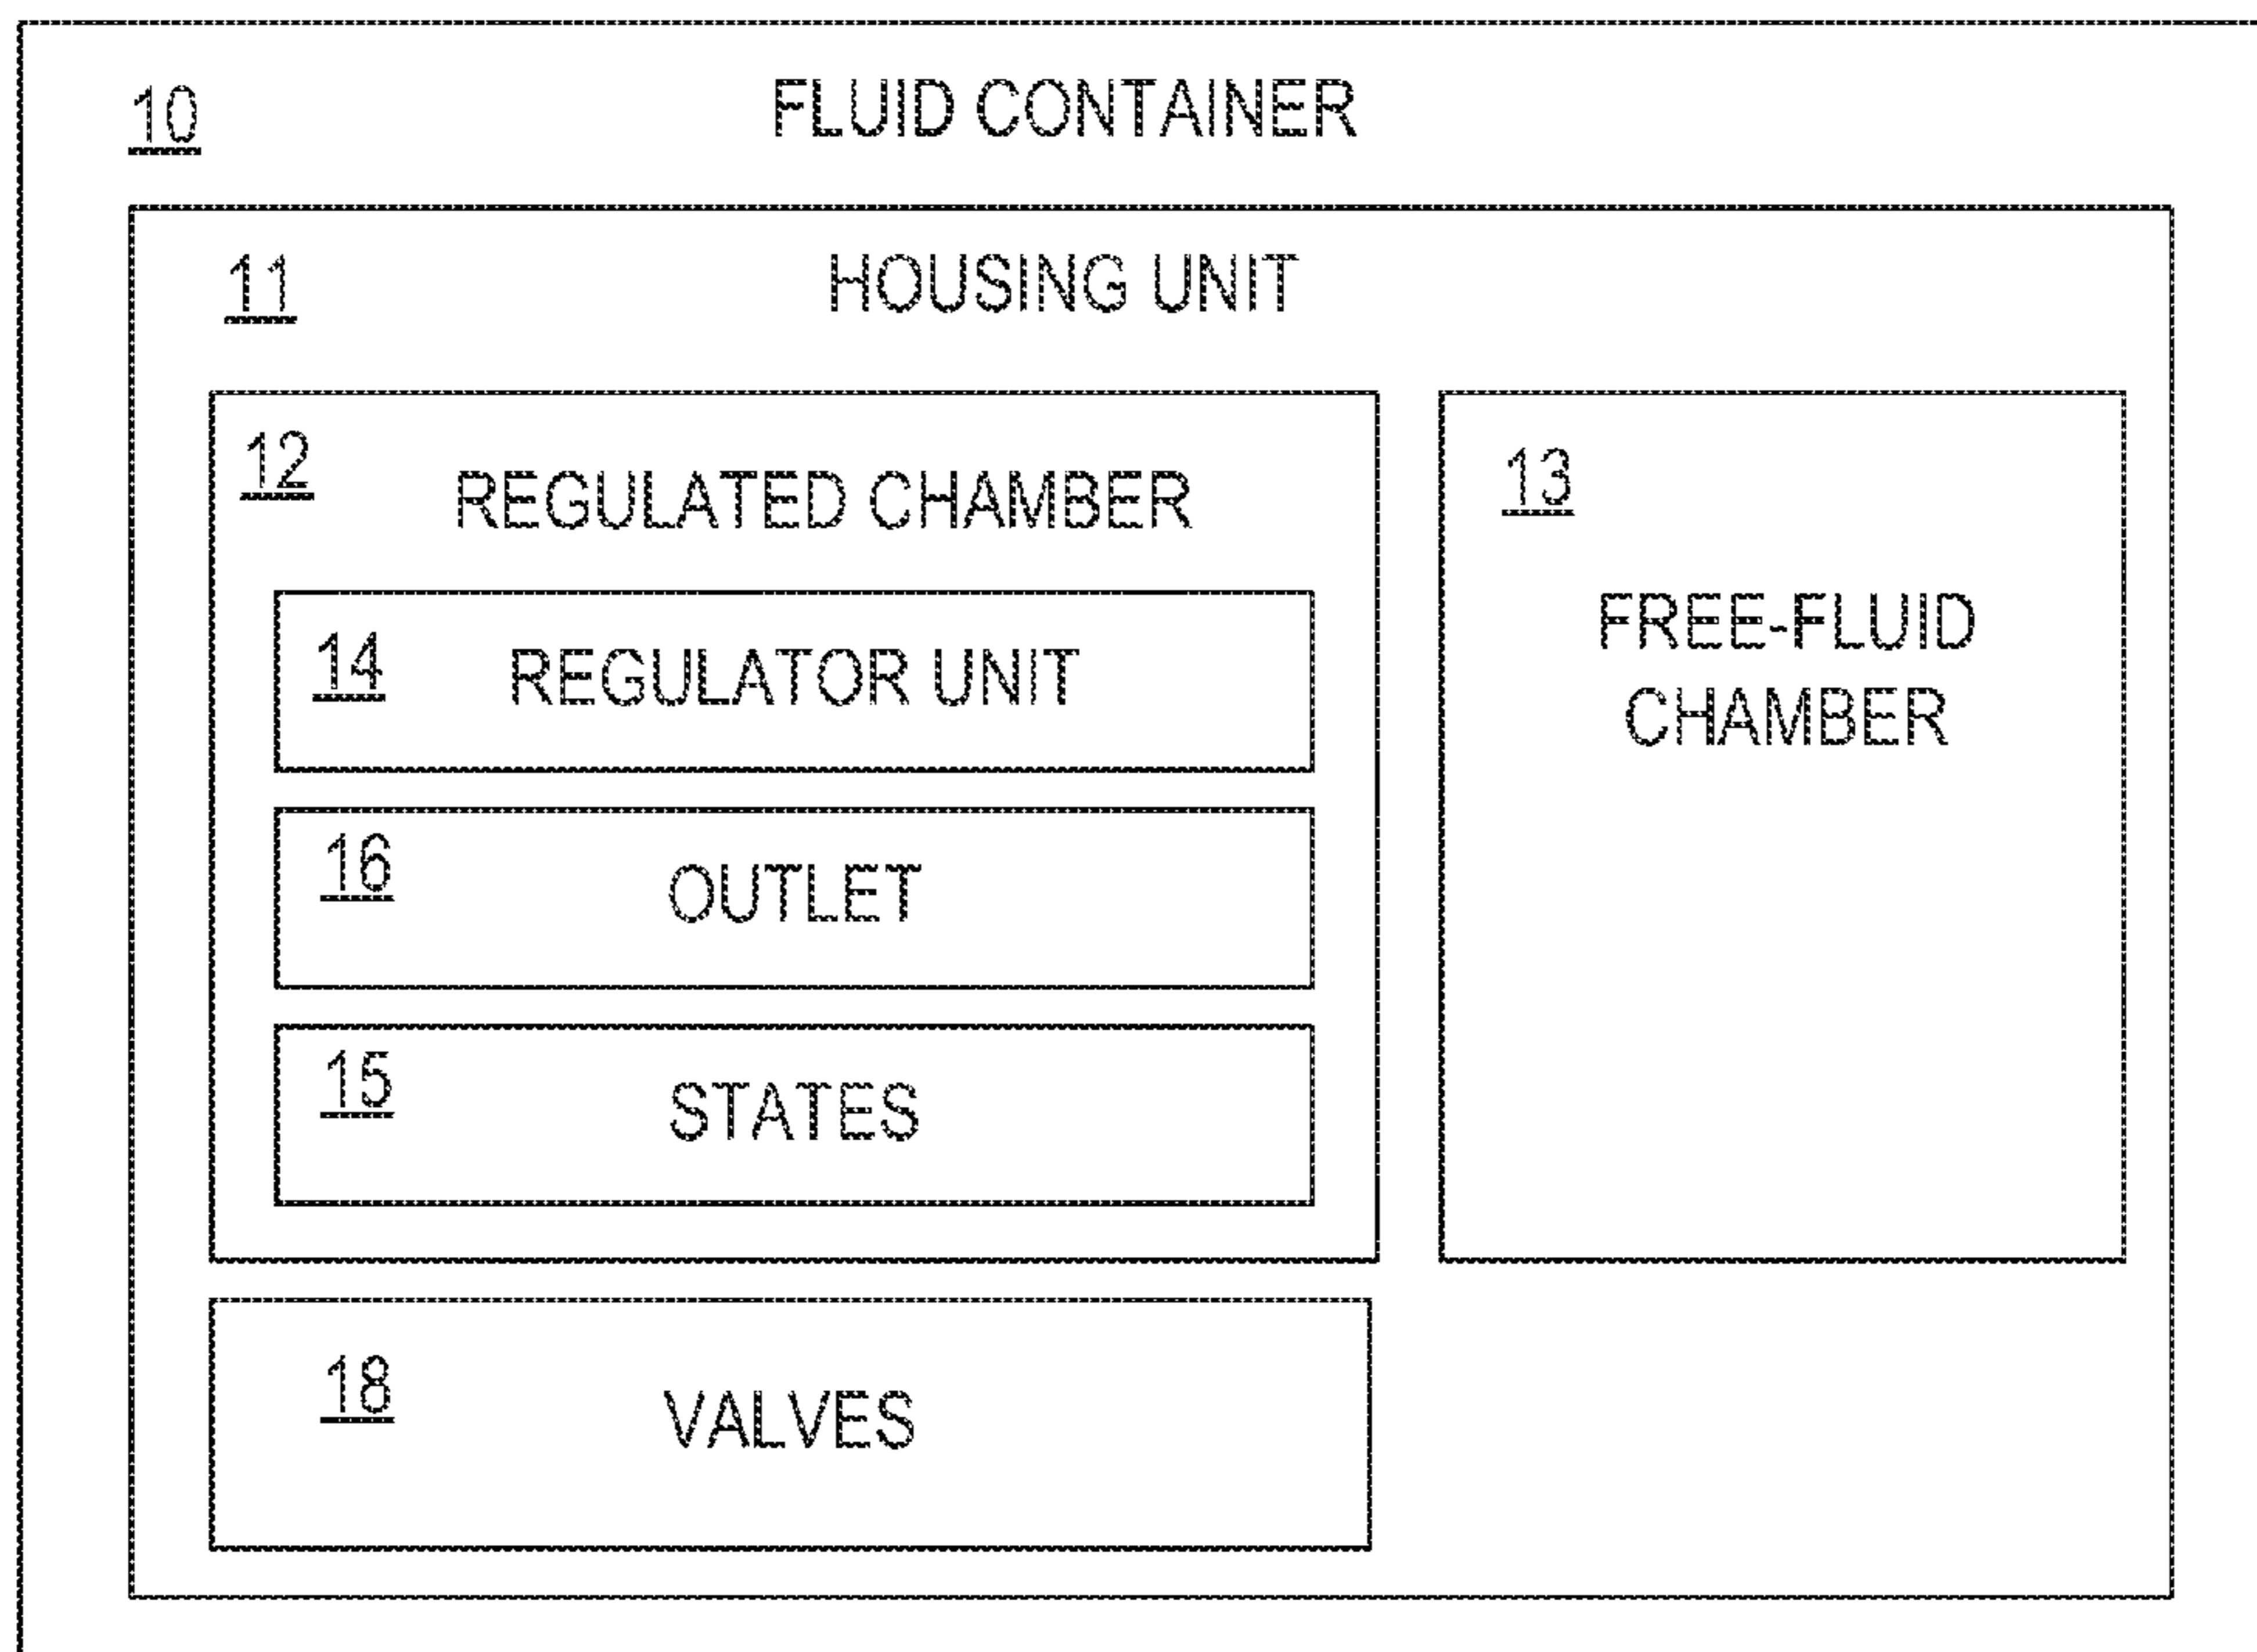 10 FLUID CONTAINER
11 HOUSING UNIT
12 REGULATED CHAMBER
14 REGULATOR UNIT
16 OUTLET
15 STATES
13
FREE-FLUID
CHAMBER
18 VALVES